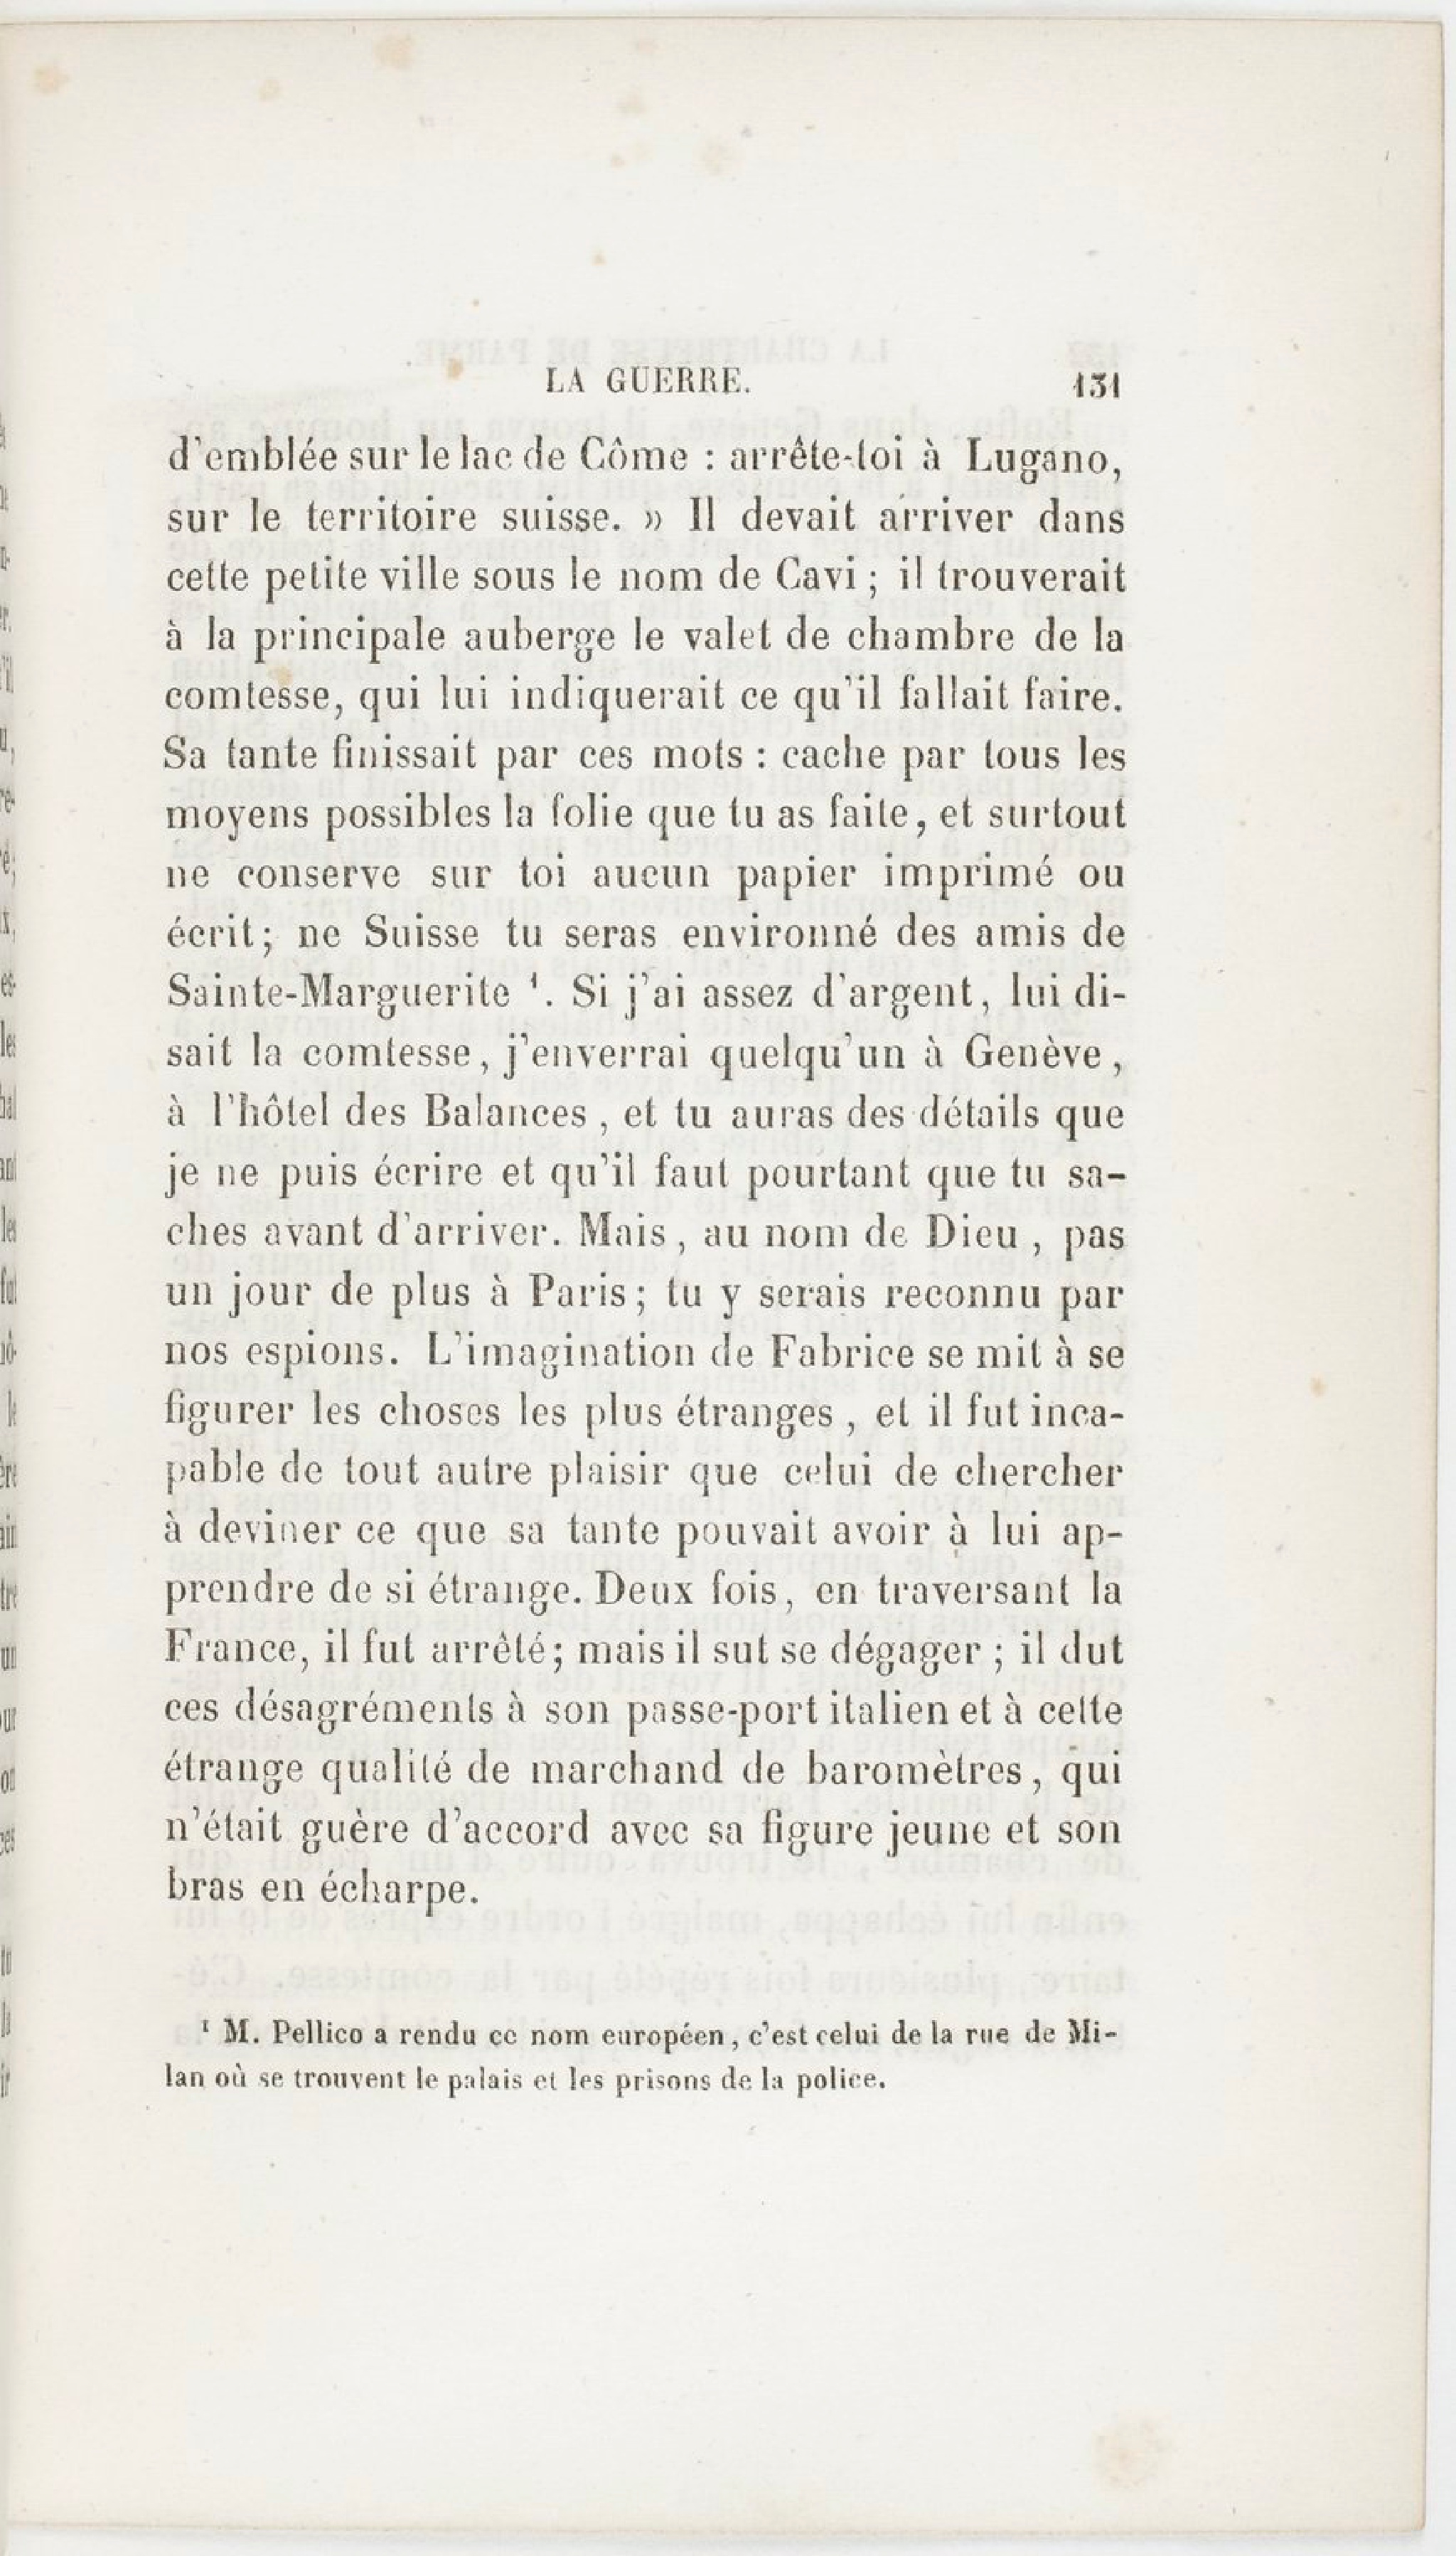 LA GUERRE. 131
d'emblée sur le lac de Côme : arrête-toi à Lugano,
sur le territoire suisse. » Il devait arriver dans
cette petite ville sous le nom de Cavi ; il trouverait
à la principale auberge le valet de chambre de la
comtesse, qui lui indiquerait ce qu'il fallait faire.
Sa tante finissait par ces mots : cache par tous les
moyens possibles la folie que tu as faite, et surtout
ne conserve sur toi aucun papier imprimé ou
écrit; ne Suisse tu seras environné des amis de
Sainte-Marguerite ¹. Si j'ai assez d'argent, lui di-
sait la comtesse, j'enverrai quelqu'un à Genève,
à l'hôtel des Balances, et tu auras des détails que
je ne puis écrire et qu'il faut pourtant que tu sa-
ches avant d'arriver. Mais, au nom de Dieu, pas
un jour de plus à Paris; tu y serais reconnu par
nos espions. L'imagination de Fabrice se mit à se
figurer les choses les plus étranges, et il fut inca-
pable de tout autre plaisir que celui de chercher
à deviner ce que sa tante pouvait avoir à lui ap-
prendre de si étrange. Deux fois, en traversant la
France, il fut arrêté; mais il sut se dégager ; il dut
ces désagréments à son passe-port italien et à cette
étrange qualité de marchand de baromètres, qui
n'était guère d'accord avec sa figure jeune et son
bras en écharpe.
¹ M. Pellico a rendu ce nom européen, c'est celui de la rue de Mi-
lan où se trouvent le palais et les prisons de la police.